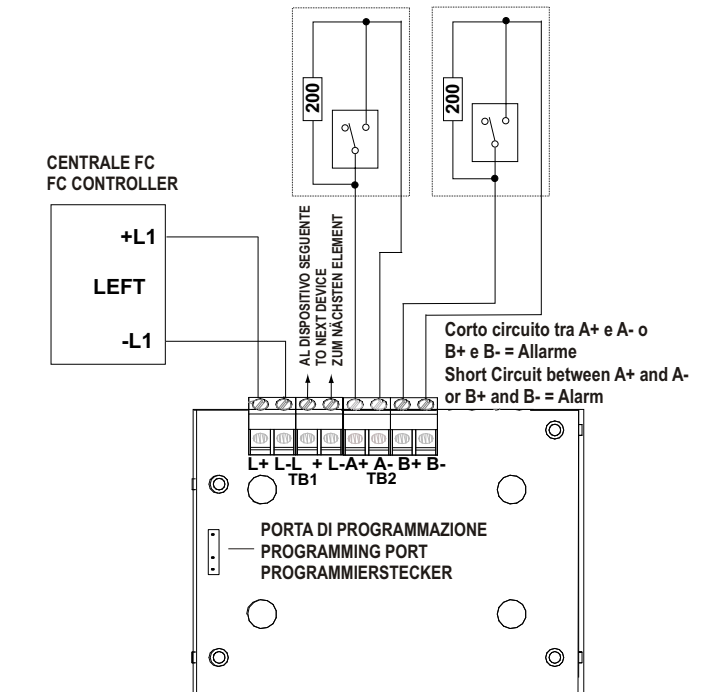 200
200
CENTRALE FC
FC CONTROLLER
+L1
LEFT
-L1
AL DISPOSITIVO SEGUENTE
TO NEXT DEVICE
ZUM NÄCHSTEN ELEMENT
Corto circuito tra A+ e A- o
B+ e B- = Allarme
Short Circuit between A+ and A-
or B+ and B- = Alarm
L+ L-L + L-A+ A- B+ B-
TB1 TB2
PORTA DI PROGRAMMAZIONE
PROGRAMMING PORT
PROGRAMMIERSTECKER